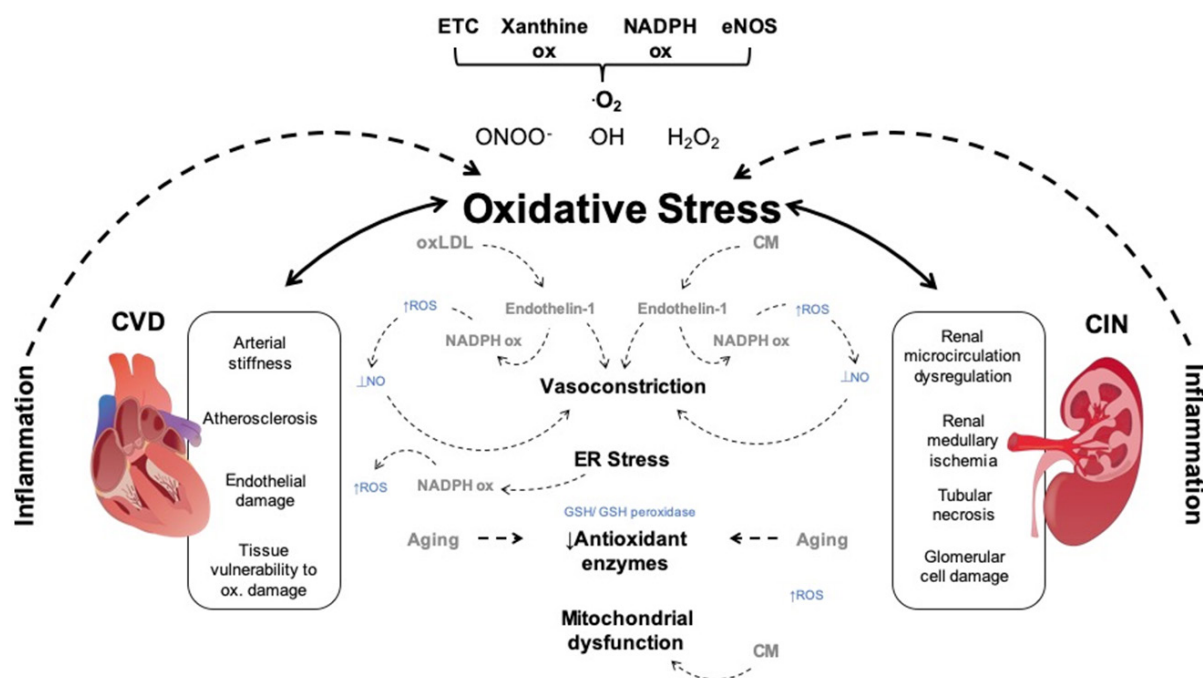 ETC Xanthine ox NADPH ox eNOS
·O₂
ONOO⁻ ·OH H₂O₂
Oxidative Stress
oxLDL
CM
Endothelin-1
Endothelin-1
↑ROS
↑ROS
NADPH ox
NADPH ox
⊥NO
⊥NO
Vasoconstriction
ER Stress
NADPH ox
↑ROS
GSH/ GSH peroxidase
Aging
↓Antioxidant
enzymes
Aging
↑ROS
Mitochondrial
dysfunction
CM
Inflammation
CVD
Arterial
stiffness
Atherosclerosis
Endothelial
damage
Tissue
vulnerability to
ox. damage
CIN
Renal
microcirculation
dysregulation
Renal
medullary
ischemia
Tubular
necrosis
Glomerular
cell damage
Inflammation